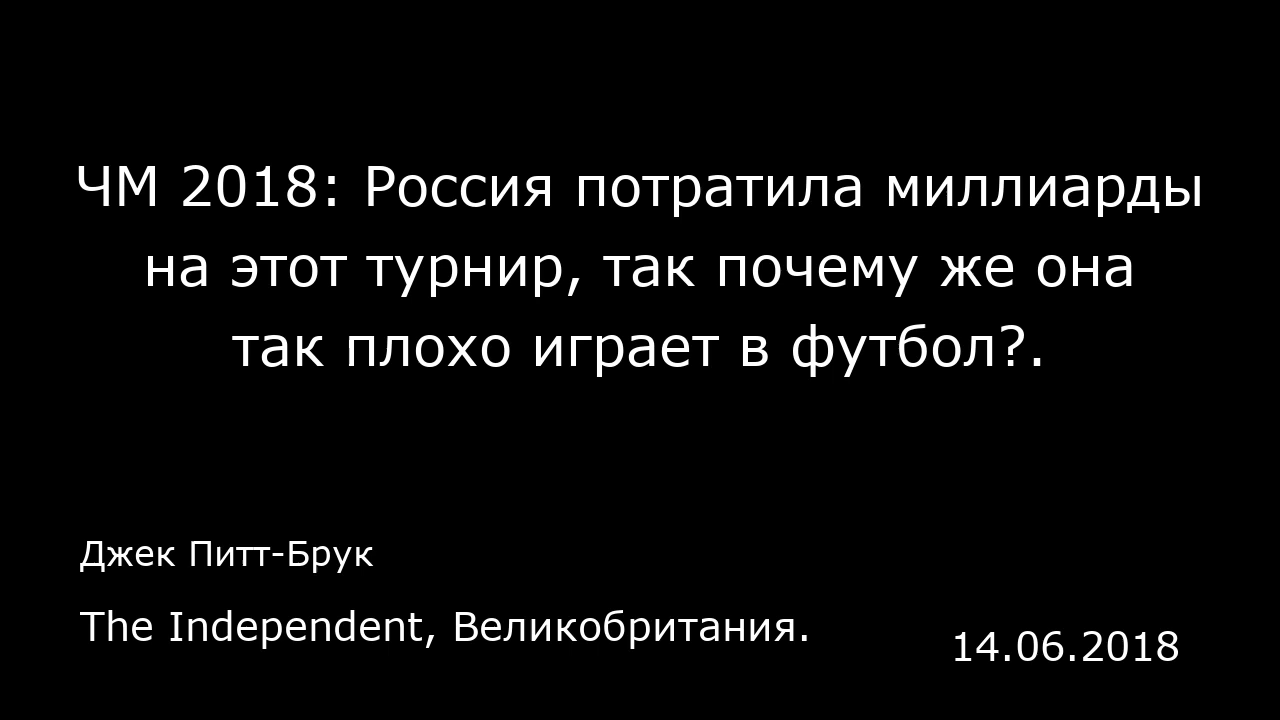 ЧМ 2018: Россия потратила миллиарды
на этот турнир, так почему же она
так плохо играет в футбол?.
Джек Питт-Брук
The Independent, Великобритания.
14.06.2018